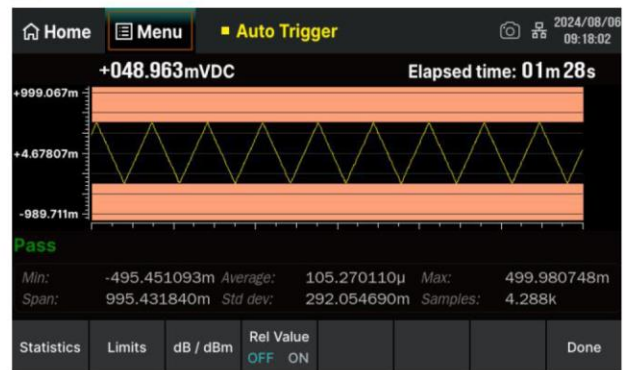 Home Menu Auto Trigger 2024/08/06
09:18:02
+048.963mVDC Elapsed time: 01m28s
+999.067m
+4.67807m
-989.711m
Pass
Min: -495.451093m Average: 105.270110μ Max: 499.980748m
Span: 995.431840m Std dev: 292.054690m Samples: 4.288k
Statistics Limits dB / dBm Rel Value Done
OFF ON